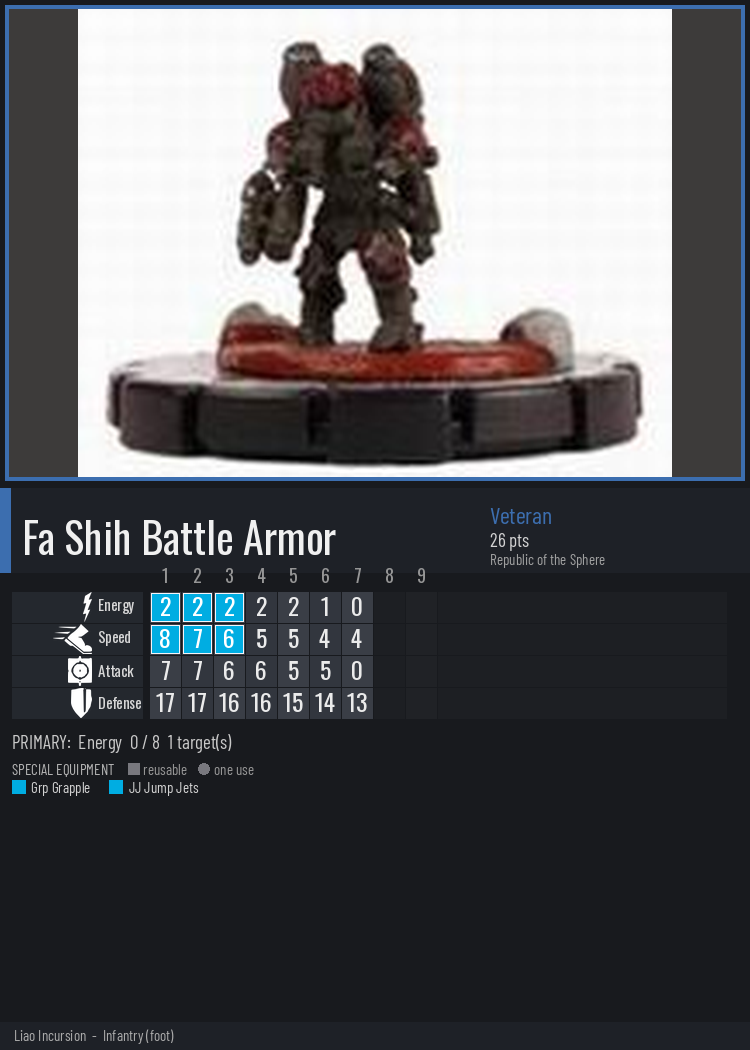 Fa Shih Battle Armor
Veteran
26 pts
Republic of the Sphere
1 2 3 4 5 6 7 8 9
Energy 2 2 2 2 2 1 0
Speed 8 7 6 5 5 4 4
Attack 7 7 6 6 5 5 0
Defense 17 17 16 16 15 14 13
PRIMARY: Energy 0 / 8 1 target(s)
SPECIAL EQUIPMENT reusable one use
Grp Grapple JJ Jump Jets
Liao Incursion - Infantry (foot)